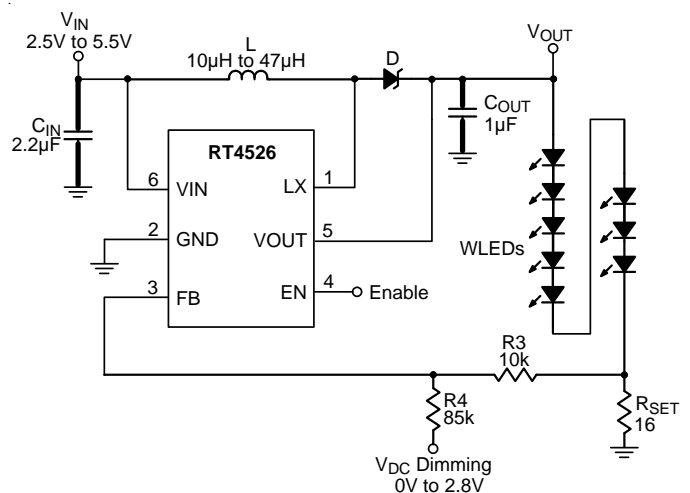 VIN
2.5V to 5.5V
L
10µH to 47µH
D
VOUT
CIN
2.2µF
COUT
1µF
RT4526
6
VIN
LX
1
2
GND
VOUT
5
3
FB
EN
4
Enable
WLEDs
R3
10k
R4
85k
RSET
16
VDC Dimming
0V to 2.8V